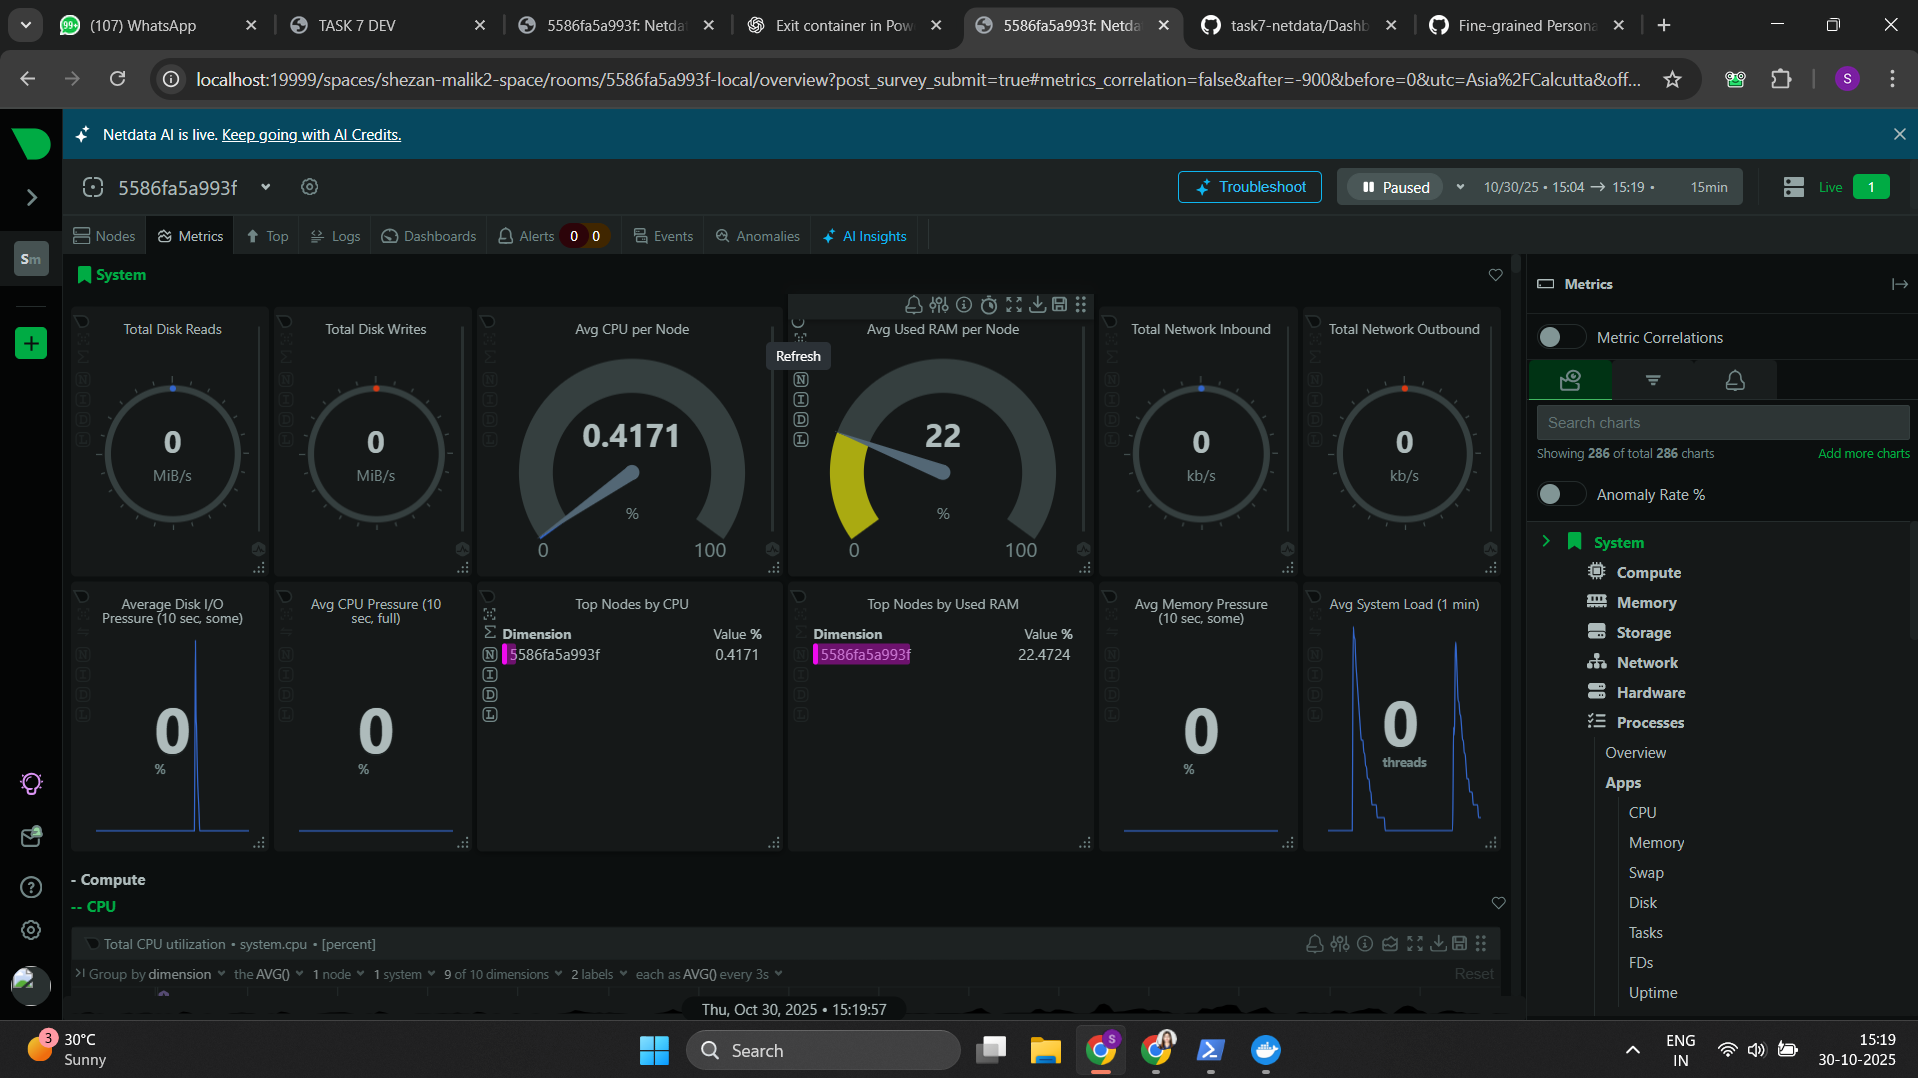 99+ (107) WhatsApp
TASK 7 DEV
5586fa5a993f: Netda
Exit container in Pow
5586fa5a993f: Netda
task7-netdata/Dashb
Fine-grained Persona
localhost:19999/spaces/shezan-malik2-space/rooms/5586fa5a993f-local/overview?post_survey_submit=true#metrics_correlation=false&after=-900&before=0&utc=Asia%2FCalcutta&off...
S
Netdata AI is live. Keep going with AI Credits.
5586fa5a993f
Troubleshoot
Paused
10/30/25 • 15:04 → 15:19 •
15min
Live
1
Nodes
Metrics
Top
Logs
Dashboards
Alerts 0 0
Events
Anomalies
AI Insights
Sm
System
Total Disk Reads
0
MiB/s
Total Disk Writes
0
MiB/s
Avg CPU per Node
0.4171
%
0 100
Refresh
Avg Used RAM per Node
N
I
D
L
22
%
0 100
Total Network Inbound
0
kb/s
Total Network Outbound
0
kb/s
Average Disk I/O
Pressure (10 sec, some)
0
%
Avg CPU Pressure (10
sec, full)
0
%
Top Nodes by CPU
Dimension Value %
5586fa5a993f 0.4171
N
I
D
L
Top Nodes by Used RAM
Dimension Value %
5586fa5a993f 22.4724
Avg Memory Pressure
(10 sec, some)
0
%
Avg System Load (1 min)
0
threads
- Compute
-- CPU
Total CPU utilization • system.cpu • [percent]
Group by dimension the AVG() 1 node 1 system 9 of 10 dimensions 2 labels each as AVG() every 3s Reset
Thu, Oct 30, 2025 • 15:19:57
Metrics
Metric Correlations
Search charts
Showing 286 of total 286 charts
Add more charts
Anomaly Rate %
System
Compute
Memory
Storage
Network
Hardware
Processes
Overview
Apps
CPU
Memory
Swap
Disk
Tasks
FDs
Uptime
3
30°C
Sunny
Search
S
ENG
IN
15:19
30-10-2025